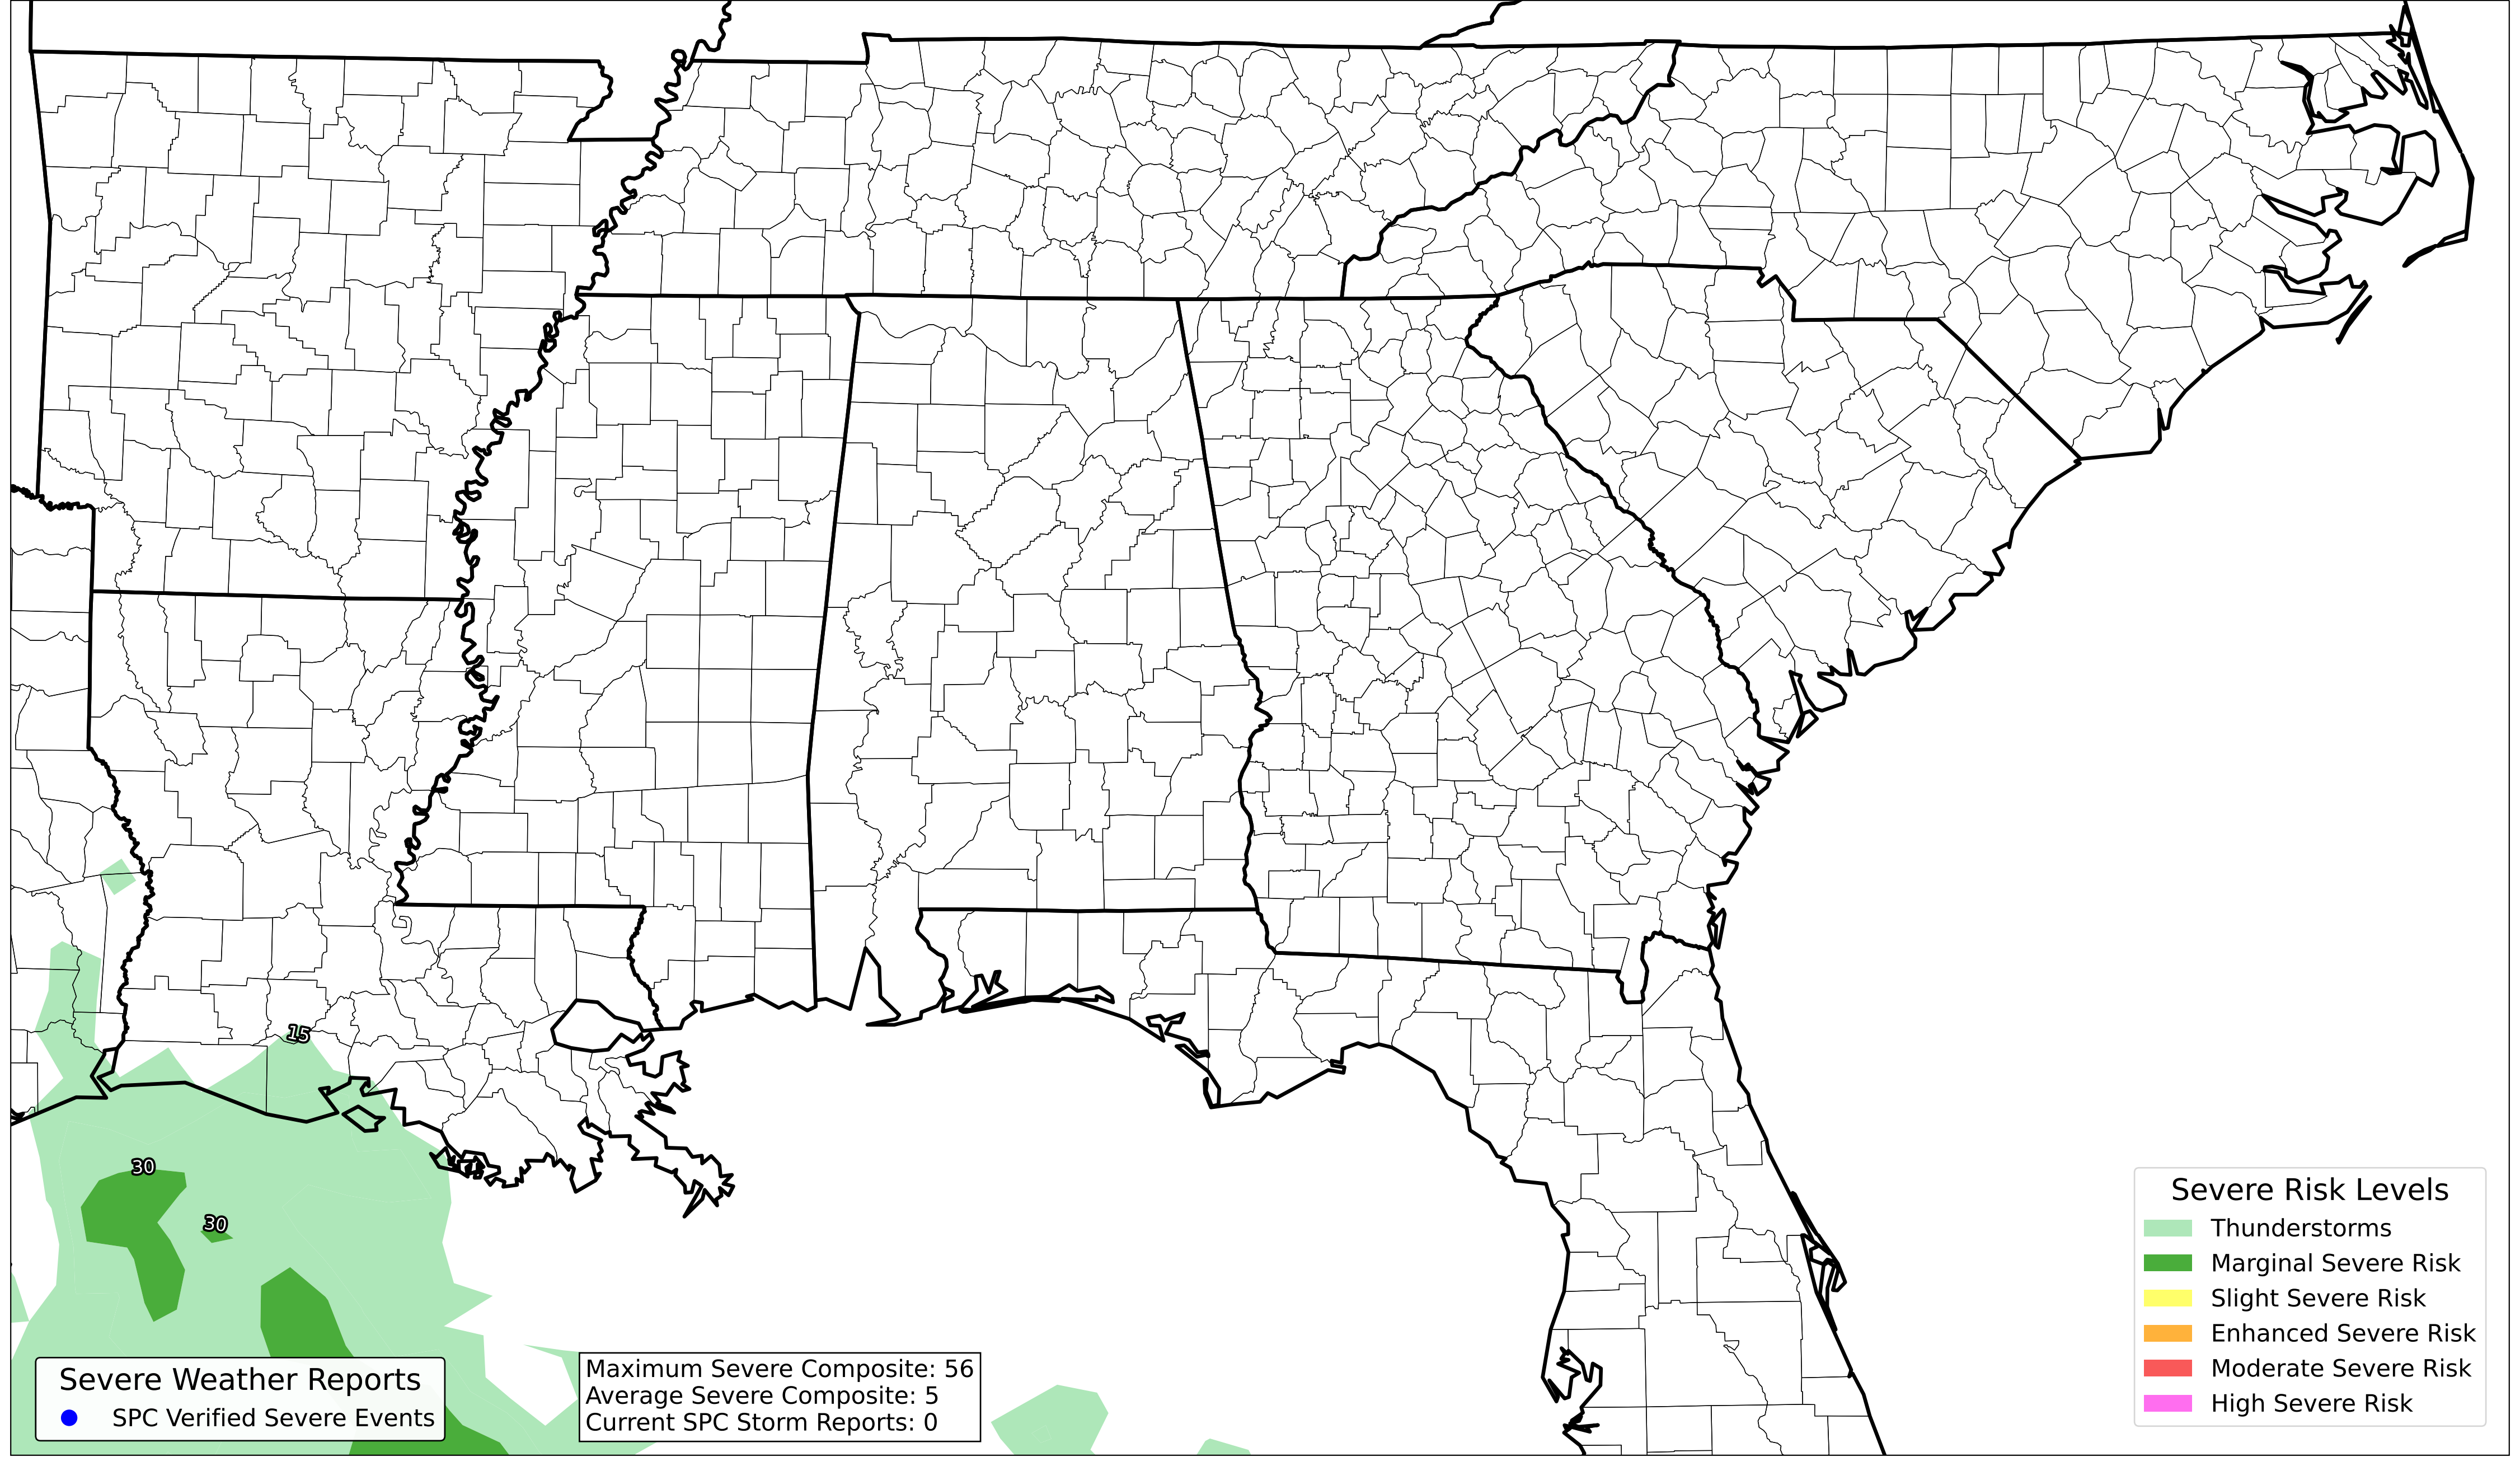 15
30
30
Severe Weather Reports
SPC Verified Severe Events
Maximum Severe Composite: 56
Average Severe Composite: 5
Current SPC Storm Reports: 0
Severe Risk Levels
Thunderstorms
Marginal Severe Risk
Slight Severe Risk
Enhanced Severe Risk
Moderate Severe Risk
High Severe Risk